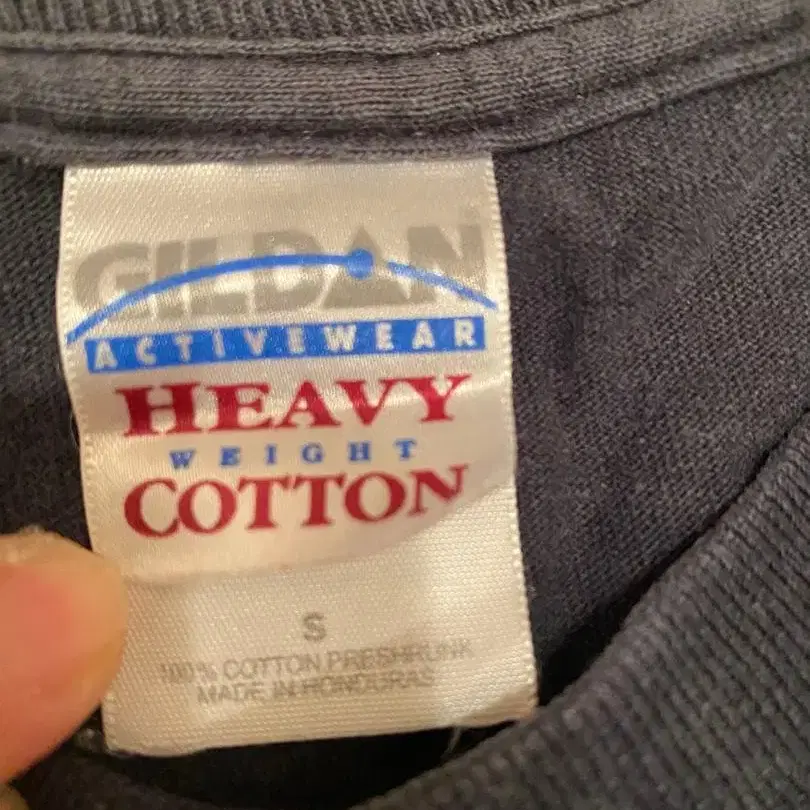 GILDAN
ACTIVEWEAR
HEAVY
WEIGHT
COTTON
S
100% COTTON PRESHRUNK
MADE IN HONDURAS